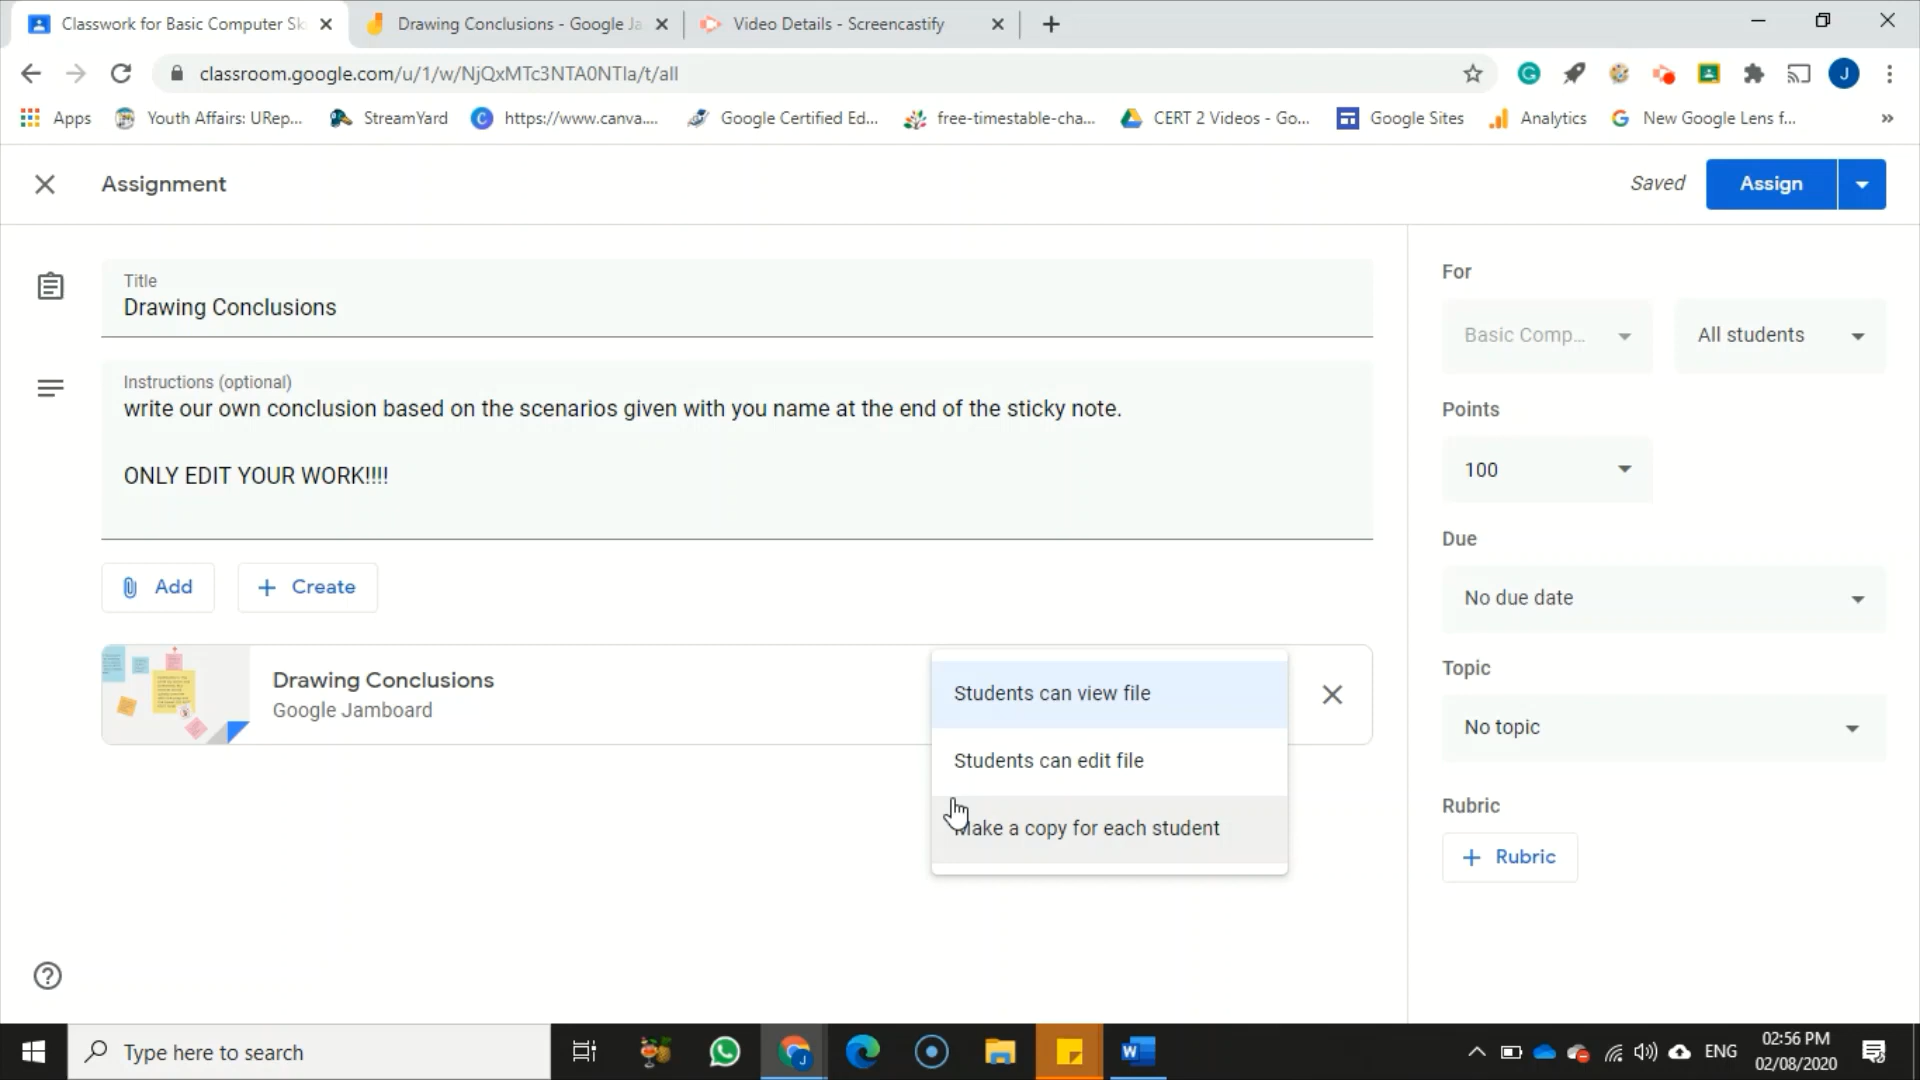 Classwork for Basic Computer Sk
Drawing Conclusions - Google Ja
Video Details - Screencastify
classroom.google.com/u/1/w/NjQxMTc3NTA0NTIa/t/all
J
Apps
Youth Affairs: URep...
StreamYard
C
https://www.canva....
Google Certified Ed...
free-timestable-cha...
CERT 2 Videos - Go...
Google Sites
Analytics
New Google Lens f...
»
Assignment
Saved
Assign
Title
Drawing Conclusions
Instructions (optional)
write our own conclusion based on the scenarios given with you name at the end of the sticky note.
ONLY EDIT YOUR WORK!!!!
Add
Create
Drawing Conclusions
Google Jamboard
Students can view file
Students can edit file
Make a copy for each student
For
Basic Comp...
All students
Points
100
Due
No due date
Topic
No topic
Rubric
Rubric
Type here to search
ENG
02:56 PM
02/08/2020